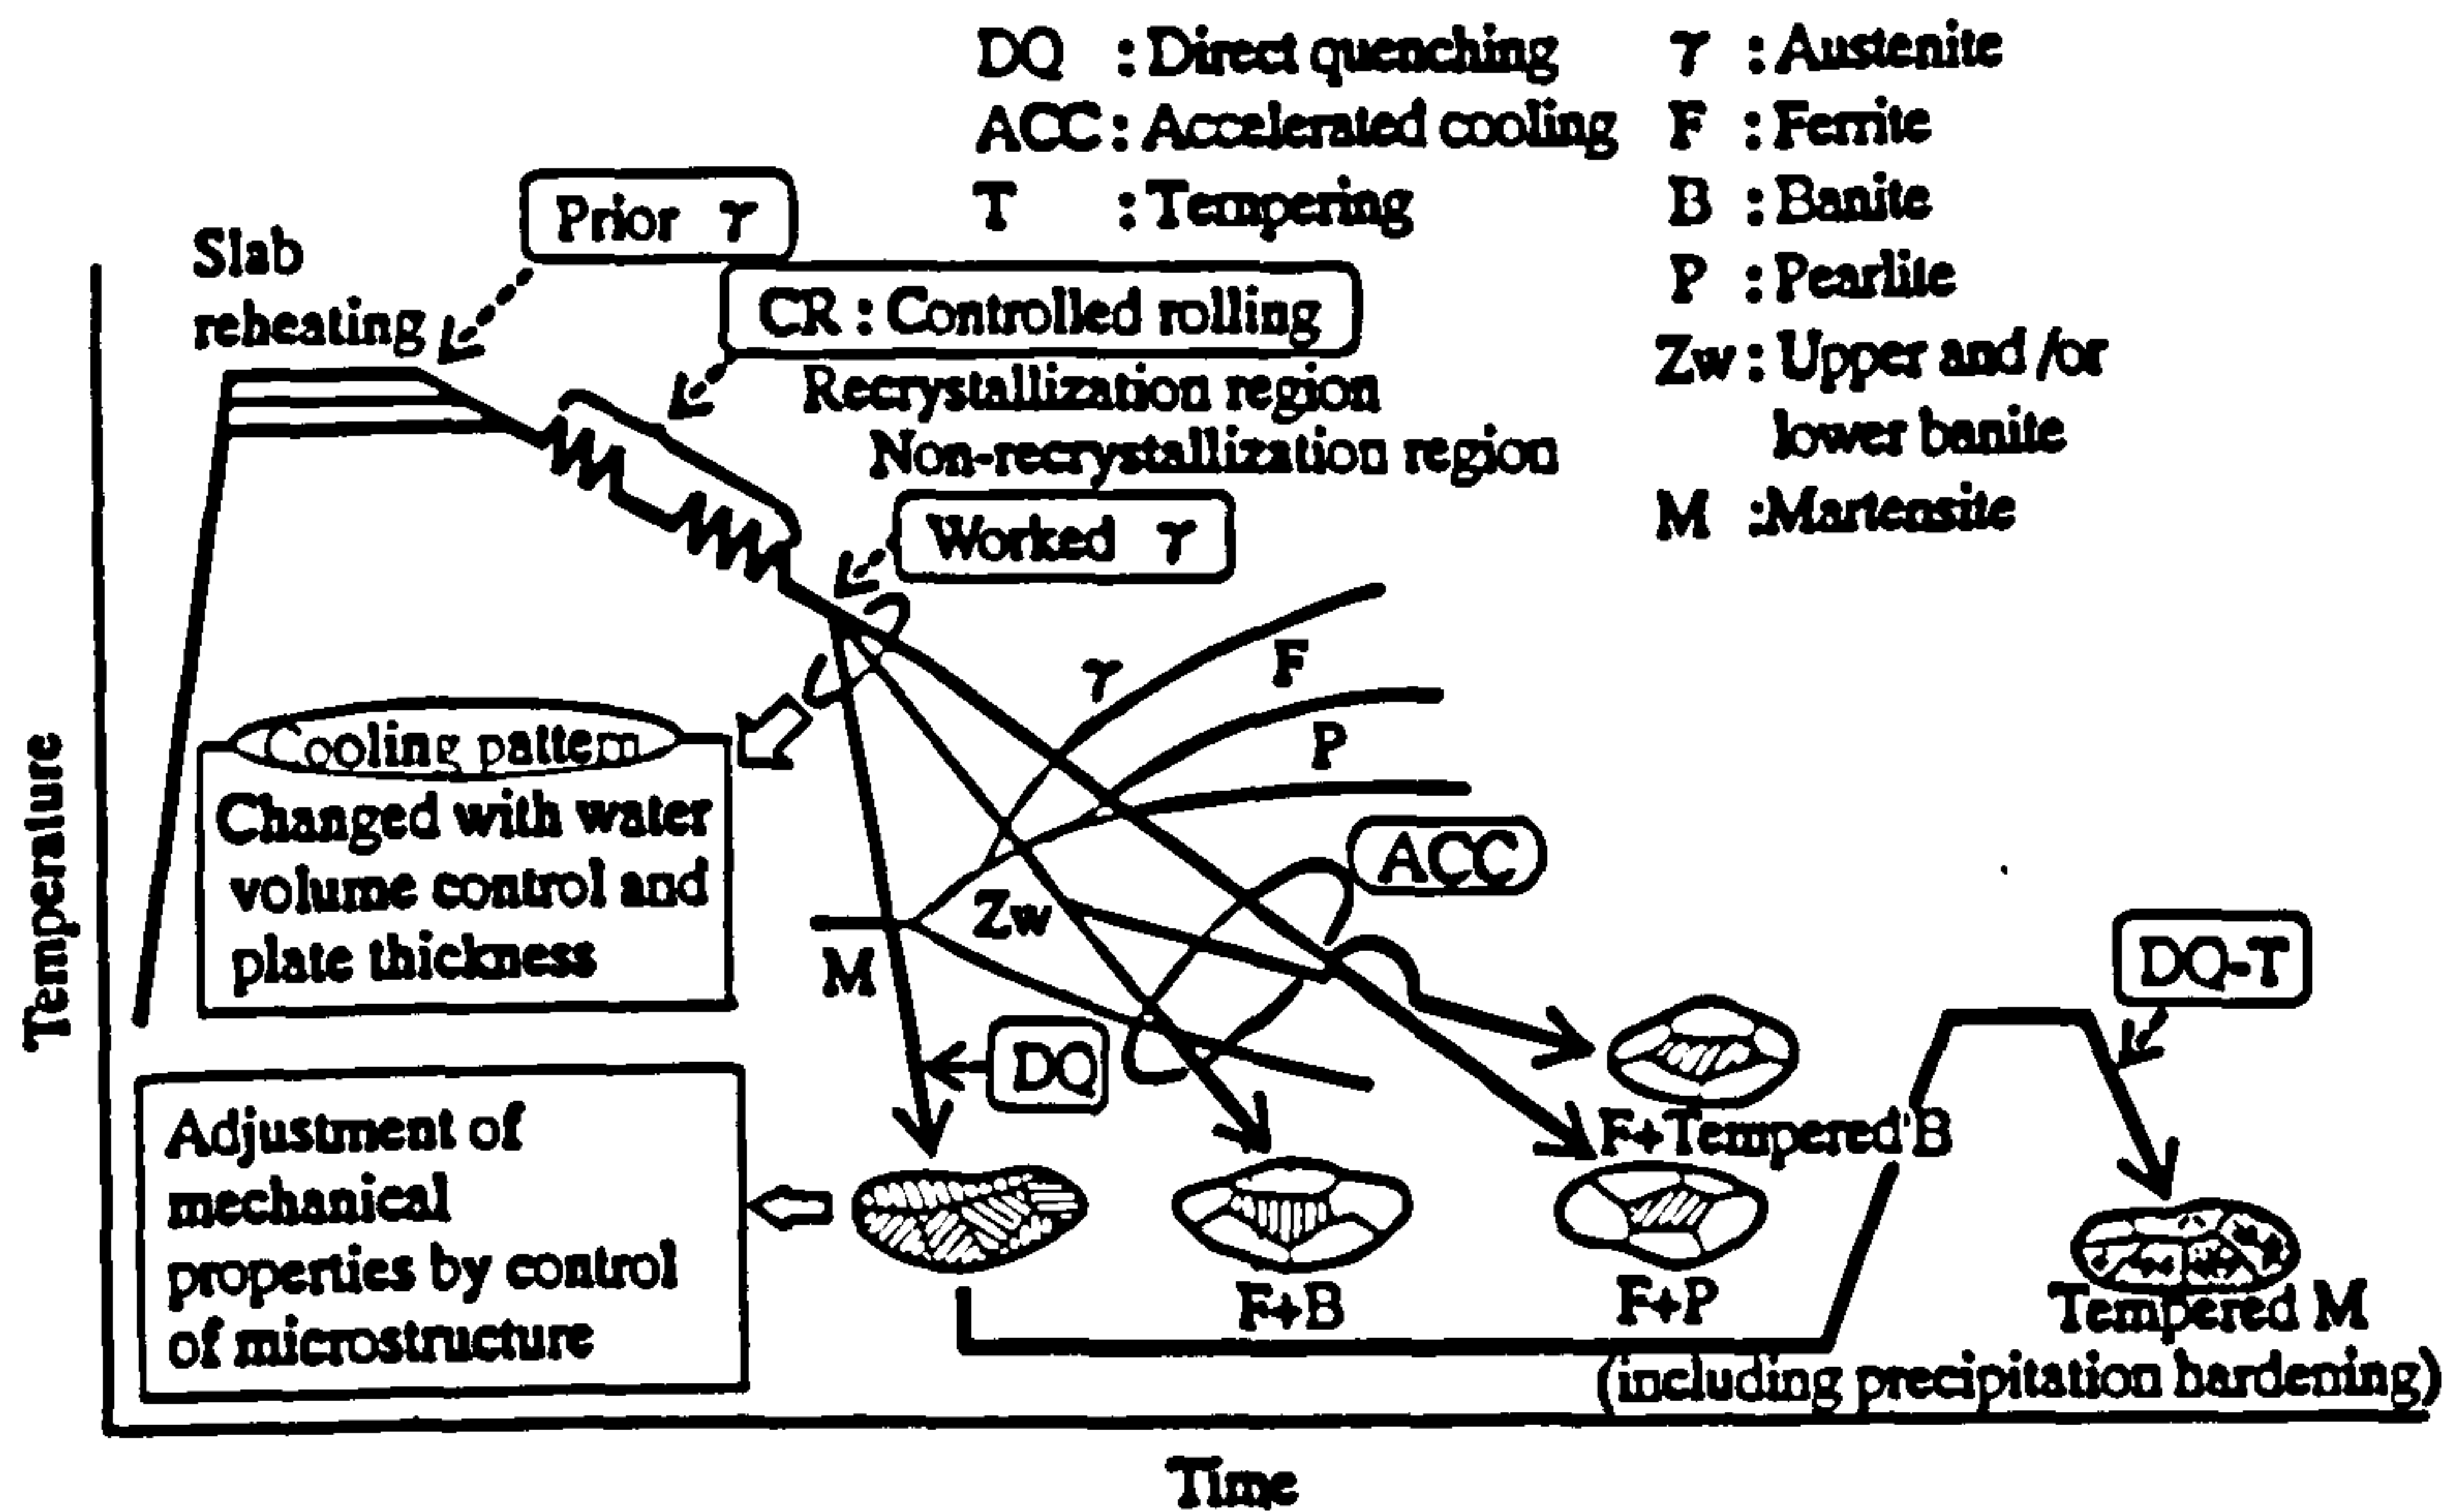 DQ : Direct quenching
ACC : Accelerated cooling
T : Tempering
γ : Austenite
F : Ferrite
B : Banite
P : Pearlite
Zw : Upper and /or
lower banite
M : Martensite
Prior γ
Slab
reheating
CR : Controlled rolling
Recrystallization region
Non-recrystallization region
Worked γ
γ
F
P
Cooling pattern
Changed with water
volume control and
plate thickness
Temperature
ACC
Zw
M
DQ-T
DQ
F+Tempered B
Adjustment of
mechanical
properties by control
of microstructure
F+B
F+P
Tempered M
(including precipitation hardening)
Time